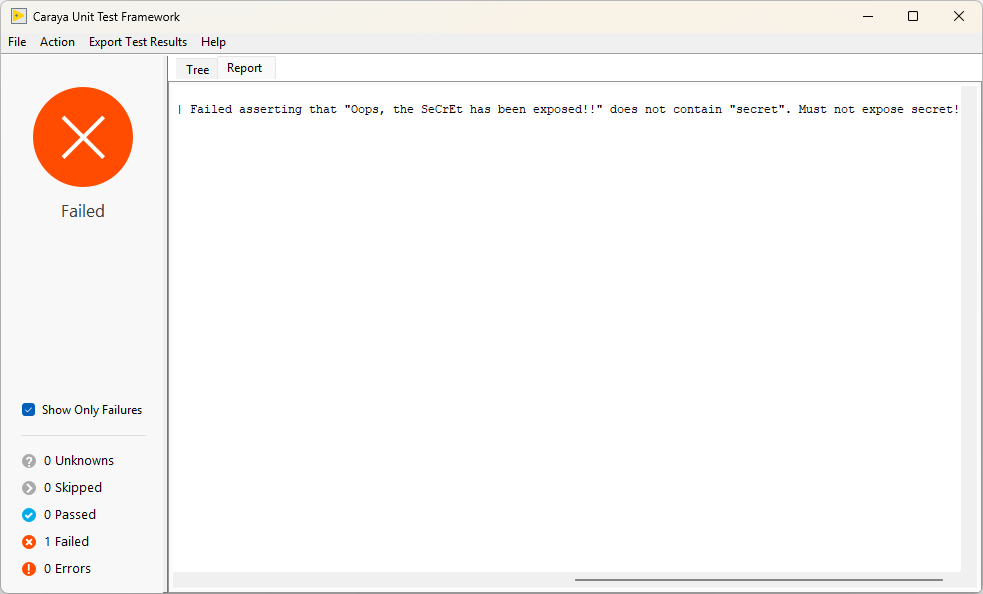 Caraya Unit Test Framework
File Action Export Test Results Help
Tree Report
| Failed asserting that "Oops, the SeCrEt has been exposed!!" does not contain "secret". Must not expose secret!
Failed
Show Only Failures
0 Unknowns
0 Skipped
0 Passed
1 Failed
0 Errors